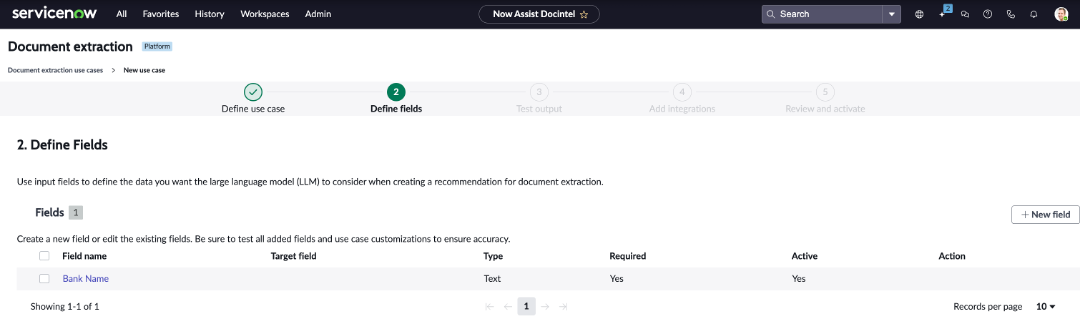 servicenow All Favorites History Workspaces Admin Now Assist Docintel Search 2
Document extraction Platform
Document extraction use cases > New use case
2 3 4 5
Define use case Define fields Test output Add integrations Review and activate
2. Define Fields
Use input fields to define the data you want the large language model (LLM) to consider when creating a recommendation for document extraction.
Fields 1
+ New field
Create a new field or edit the existing fields. Be sure to test all added fields and use case customizations to ensure accuracy.
Field name Target field Type Required Active Action
Bank Name Text Yes Yes
Showing 1-1 of 1 1 Records per page 10